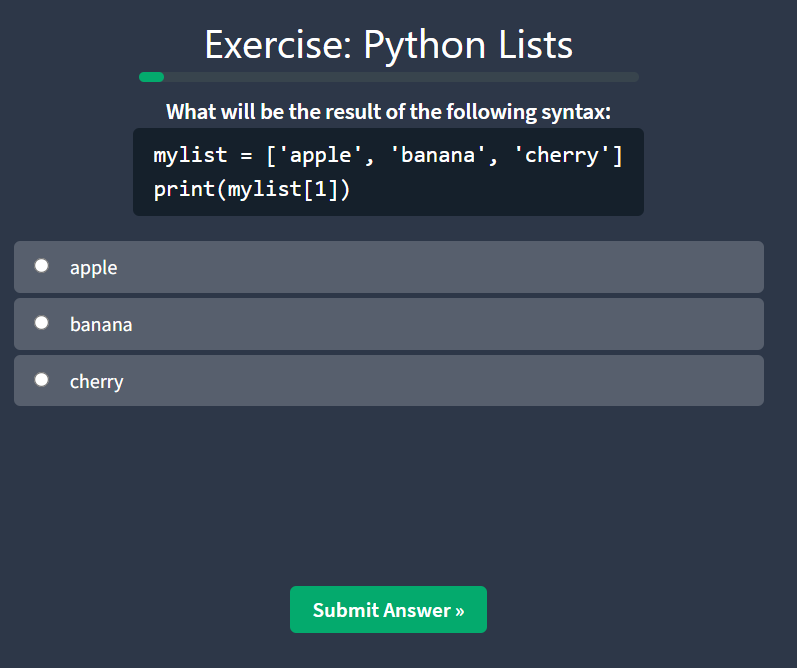 Exercise: Python Lists
What will be the result of the following syntax:
mylist = ['apple', 'banana', 'cherry']
print(mylist[1])
apple
banana
cherry
Submit Answer »